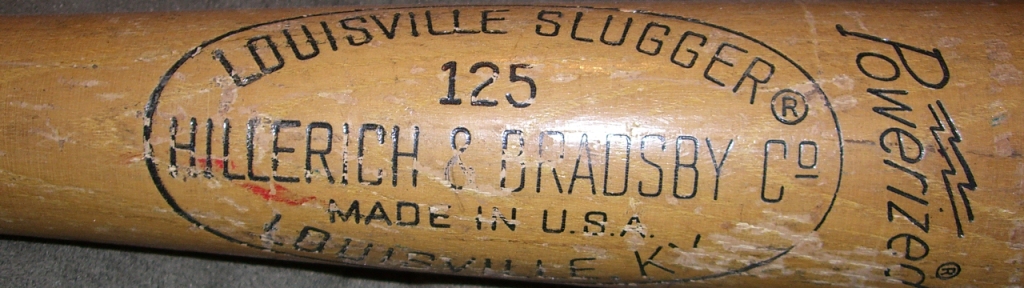 LOUISVILLE SLUGGER®
125
HILLERICH & BRADSBY Cº
MADE IN U.S.A.
LOUISVILLE, KY.
Powerized®